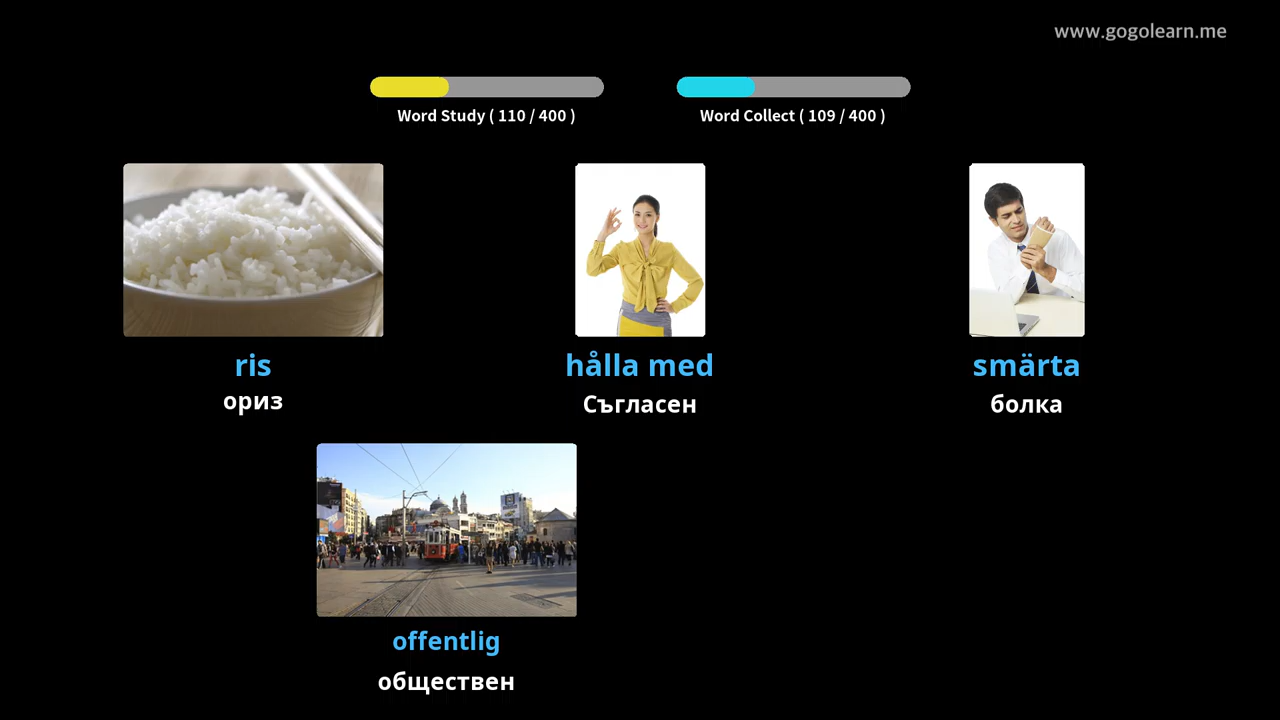 www.gogolearn.me
Word Study ( 110 / 400 )
Word Collect ( 109 / 400 )
ris
ориз
hålla med
Съгласен
smärta
болка
offentlig
обществен